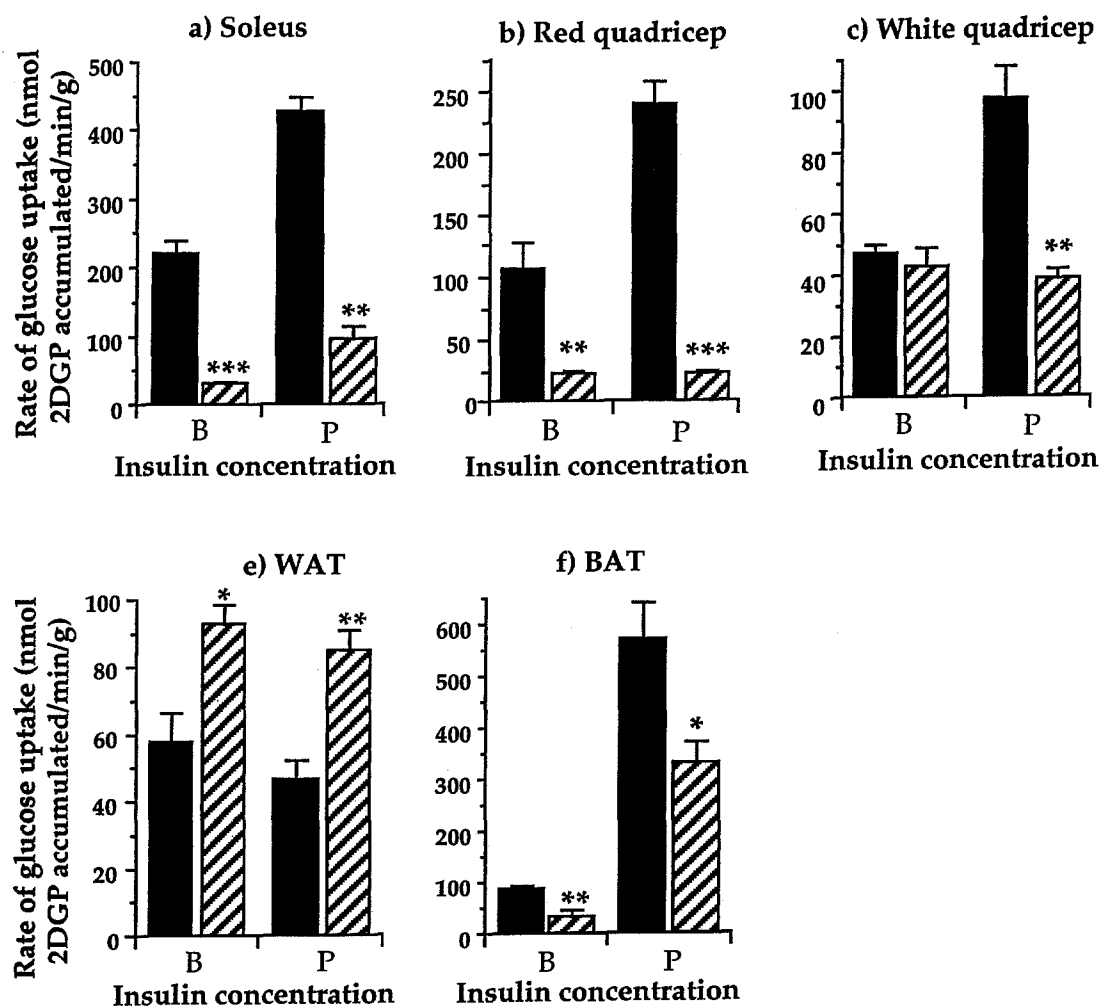 a) Soleus
b) Red quadricep
c) White quadricep
Rate of glucose uptake (nmol
2DGP accumulated/min/g)
500
400
300
200
100
0
***
**
B
P
Insulin concentration
250
200
150
100
50
0
**
***
B
P
Insulin concentration
100
80
60
40
20
0
**
B
P
Insulin concentration
e) WAT
f) BAT
Rate of glucose uptake (nmol
2DGP accumulated/min/g)
100
80
60
40
20
0
*
**
B
P
Insulin concentration
600
500
400
300
200
100
0
**
*
B
P
Insulin concentration